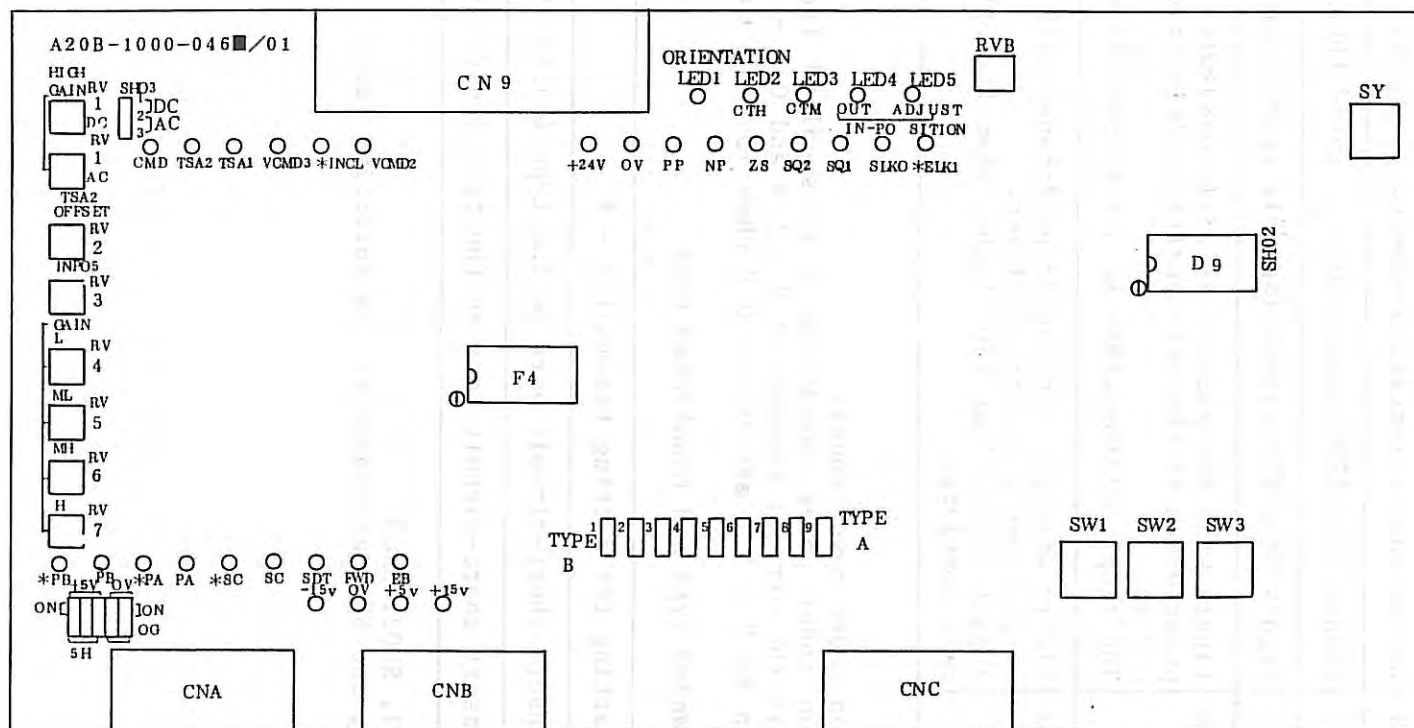 A20B-1000-046■/01
CN9
ORIENTATION
LED1 LED2 LED3 LED4 LED5
CTH CTM OUT ADJUST
IN-PO SITION
RVB
SY
HIGH
GAIN RV
1
DC
SH03
1 2 3
DC
AC
RV
1
AC
CMD TSA2 TSA1 VCMD3 *INCL VCMD2
+24V OV PP NP ZS SQ2 SQ1 SLKO *ELK1
TSA2
OFFSET
RV
2
INPO5
RV
3
GAIN
L
RV
4
ML
RV
5
MH
RV
6
H
RV
7
D9
SH02
F4
TYPE
B
1 2 3 4 5 6 7 8 9
TYPE
A
SW1 SW2 SW3
*PB PB *PA PA *SC SC SDT FWD EB
-15v OV +5v +15v
+5V OV
ON ON
OG
5H
CNA CNB CNC